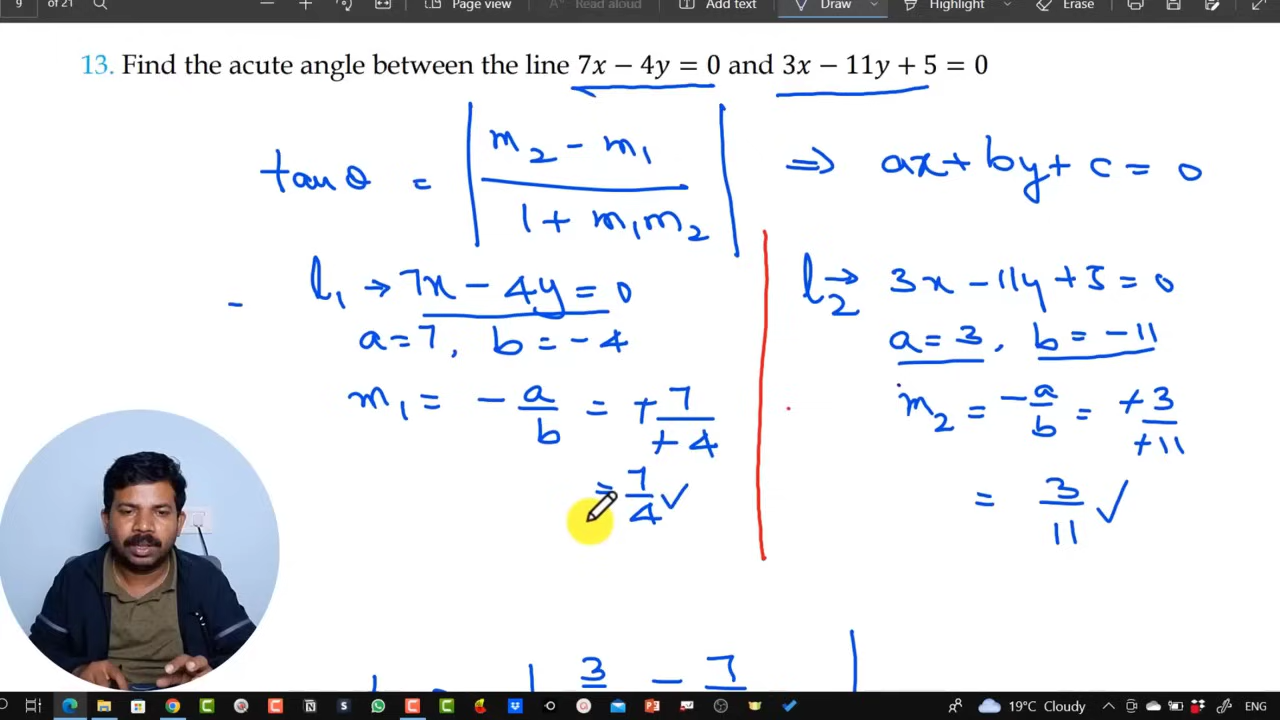 9 of 21 Page view Read aloud Add text Draw Highlight Erase
13. Find the acute angle between the line 7x − 4y = 0 and 3x − 11y + 5 = 0
tan θ = | (m₂ − m₁) / (1 + m₁m₂) | ⇒ ax + by + c = 0
l₁ → 7x − 4y = 0
a = 7, b = −4
m₁ = −a/b = +7/+4
= 7/4 ✓
l₂ → 3x − 11y + 5 = 0
a = 3, b = −11
m₂ = −a/b = +3/+11
= 3/11 ✓
3 − 7
19°C Cloudy ENG